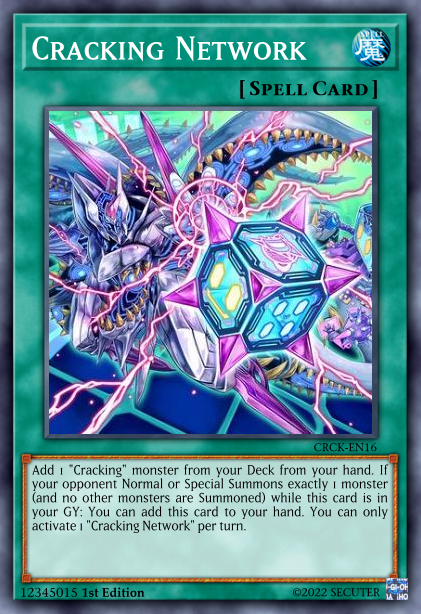 Cracking Network
魔
[Spell Card]
CRCK-EN16
Add 1 "Cracking" monster from your Deck from your hand. If
your opponent Normal or Special Summons exactly 1 monster
(and no other monsters are Summoned) while this card is in
your GY: You can add this card to your hand. You can only
activate 1 "Cracking Network" per turn.
12345015 1st Edition
©2022 SECUTER